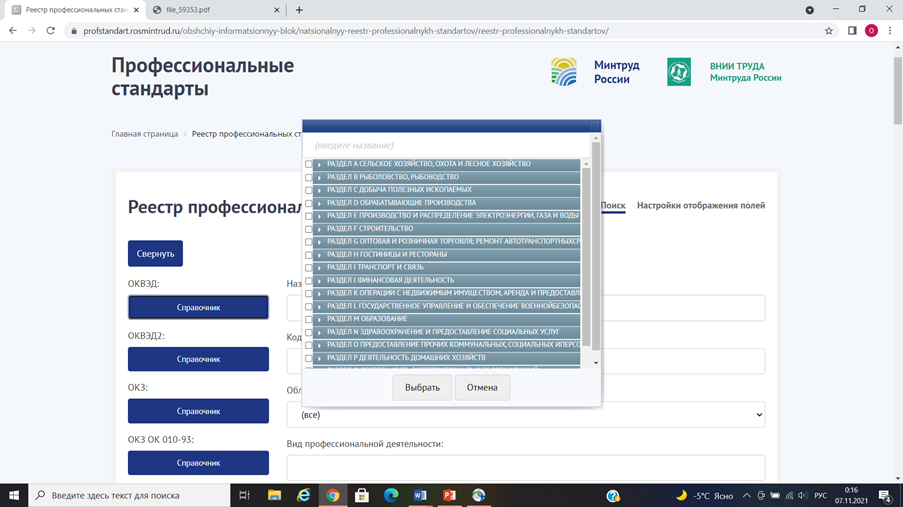 Реестр профессиональных стан
file_59353.pdf
profstandart.rosmintrud.ru/obshchiy-informatsionnyy-blok/natsionalnyy-reestr-professionalnykh-standartov/reestr-professionalnykh-standartov/
Профессиональные
стандарты
Минтруд
России
ВНИИ ТРУДА
Минтруда России
Главная страница
Реестр профессиональных ст
(введите название)
РАЗДЕЛ A СЕЛЬСКОЕ ХОЗЯЙСТВО, ОХОТА И ЛЕСНОЕ ХОЗЯЙСТВО
РАЗДЕЛ B РЫБОЛОВСТВО, РЫБОВОДСТВО
РАЗДЕЛ C ДОБЫЧА ПОЛЕЗНЫХ ИСКОПАЕМЫХ
РАЗДЕЛ D ОБРАБАТЫВАЮЩИЕ ПРОИЗВОДСТВА
РАЗДЕЛ E ПРОИЗВОДСТВО И РАСПРЕДЕЛЕНИЕ ЭЛЕКТРОЭНЕРГИИ, ГАЗА И ВОДЫ
РАЗДЕЛ F СТРОИТЕЛЬСТВО
РАЗДЕЛ G ОПТОВАЯ И РОЗНИЧНАЯ ТОРГОВЛЯ; РЕМОНТ АВТОТРАНСПОРТНЫХСР
РАЗДЕЛ H ГОСТИНИЦЫ И РЕСТОРАНЫ
РАЗДЕЛ I ТРАНСПОРТ И СВЯЗЬ
РАЗДЕЛ J ФИНАНСОВАЯ ДЕЯТЕЛЬНОСТЬ
РАЗДЕЛ K ОПЕРАЦИИ С НЕДВИЖИМЫМ ИМУЩЕСТВОМ, АРЕНДА И ПРЕДОСТАВЛ
РАЗДЕЛ L ГОСУДАРСТВЕННОЕ УПРАВЛЕНИЕ И ОБЕСПЕЧЕНИЕ ВОЕННОЙБЕЗОПАС
РАЗДЕЛ M ОБРАЗОВАНИЕ
РАЗДЕЛ N ЗДРАВООХРАНЕНИЕ И ПРЕДОСТАВЛЕНИЕ СОЦИАЛЬНЫХ УСЛУГ
РАЗДЕЛ O ПРЕДОСТАВЛЕНИЕ ПРОЧИХ КОММУНАЛЬНЫХ, СОЦИАЛЬНЫХ ИПЕРСО
РАЗДЕЛ P ДЕЯТЕЛЬНОСТЬ ДОМАШНИХ ХОЗЯЙСТВ
Выбрать
Отмена
Реестр профессионал
Поиск
Настройки отображения полей
Свернуть
ОКВЭД:
Наз
Справочник
ОКВЭД2:
Код
Справочник
ОКЗ:
Обл
Справочник
(все)
ОКЗ ОК 010-93:
Вид профессиональной деятельности:
Справочник
Введите здесь текст для поиска
-5°C Ясно
РУС
0:16
07.11.2021
4